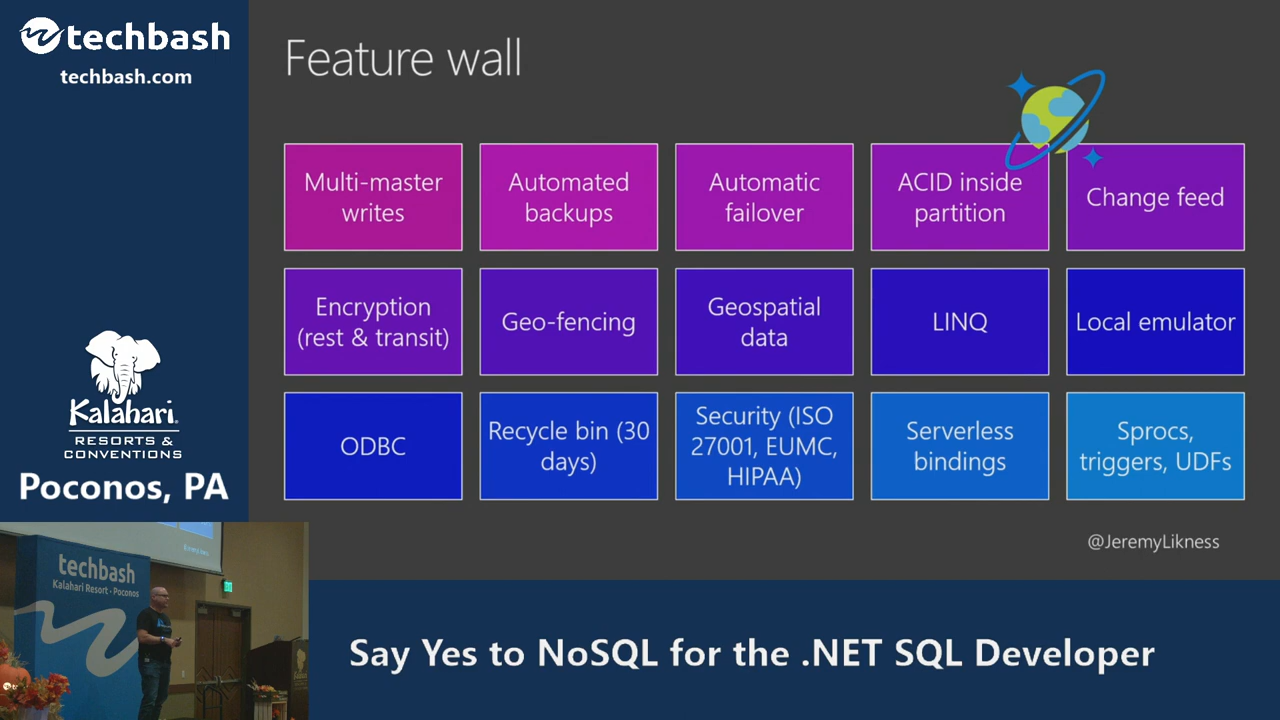 techbash
techbash.com
Feature wall
Multi-master
writes
Automated
backups
Automatic
failover
ACID inside
partition
Change feed
Encryption
(rest & transit)
Geo-fencing
Geospatial
data
LINQ
Local emulator
ODBC
Recycle bin (30
days)
Security (ISO
27001, EUMC,
HIPAA)
Serverless
bindings
Sprocs,
triggers, UDFs
@JeremyLikness
Kalahari
RESORTS &
CONVENTIONS
Poconos, PA
techbash
Kalahari Resort - Poconos
Say Yes to NoSQL for the .NET SQL Developer